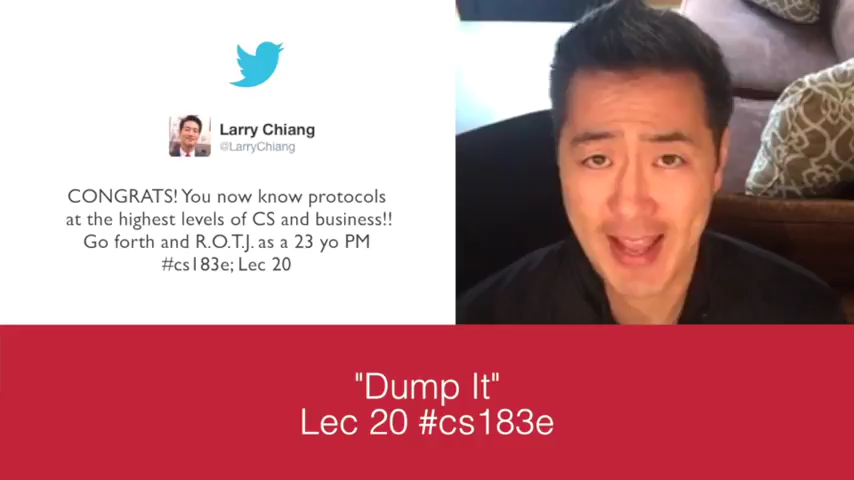 Larry Chiang
@LarryChiang
CONGRATS! You now know protocols
at the highest levels of CS and business!!
Go forth and R.O.T.J. as a 23 yo PM
#cs183e; Lec 20
"Dump It"
Lec 20 #cs183e